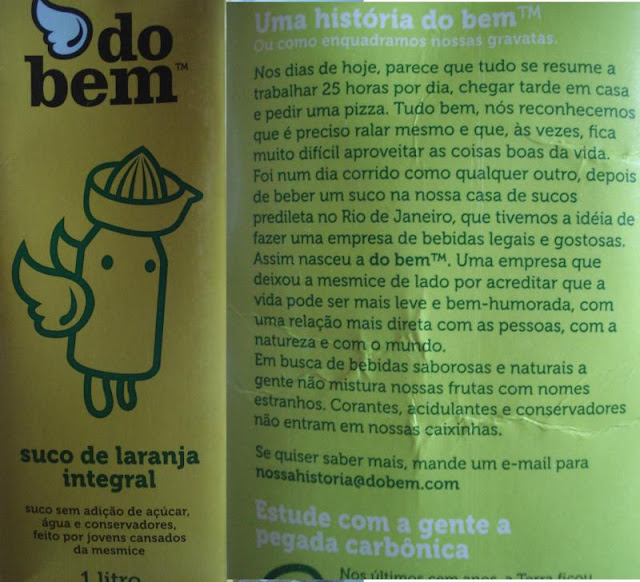 do
bem™
suco de laranja
integral
suco sem adição de açúcar,
água e conservadores,
feito por jovens cansados
da mesmice
1 litro
Uma história do bem™
Ou como enquadramos nossas gravatas.
Nos dias de hoje, parece que tudo se resume a
trabalhar 25 horas por dia, chegar tarde em casa
e pedir uma pizza. Tudo bem, nós reconhecemos
que é preciso ralar mesmo e que, às vezes, fica
muito difícil aproveitar as coisas boas da vida.
Foi num dia corrido como qualquer outro, depois
de beber um suco na nossa casa de sucos
predileta no Rio de Janeiro, que tivemos a idéia de
fazer uma empresa de bebidas legais e gostosas.
Assim nasceu a do bem™. Uma empresa que
deixou a mesmice de lado por acreditar que a
vida pode ser mais leve e bem-humorada, com
uma relação mais direta com as pessoas, com a
natureza e com o mundo.
Em busca de bebidas saborosas e naturais a
gente não mistura nossas frutas com nomes
estranhos. Corantes, acidulantes e conservadores
não entram em nossas caixinhas.
Se quiser saber mais, mande um e-mail para
nossahistoria@dobem.com
Estude com a gente a
pegada carbônica
Nos últimos cem anos, a Terra ficou